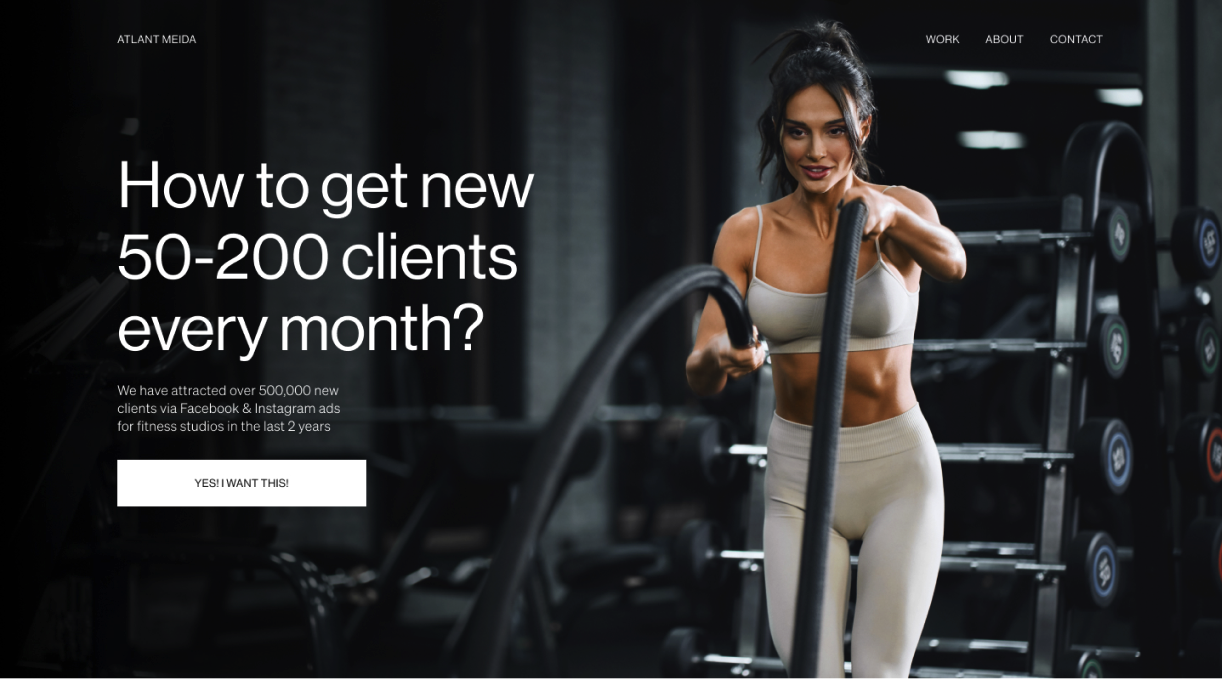 ATLANT MEIDA
WORK ABOUT CONTACT
How to get new
50-200 clients
every month?
We have attracted over 500,000 new
clients via Facebook & Instagram ads
for fitness studios in the last 2 years
YES! I WANT THIS!